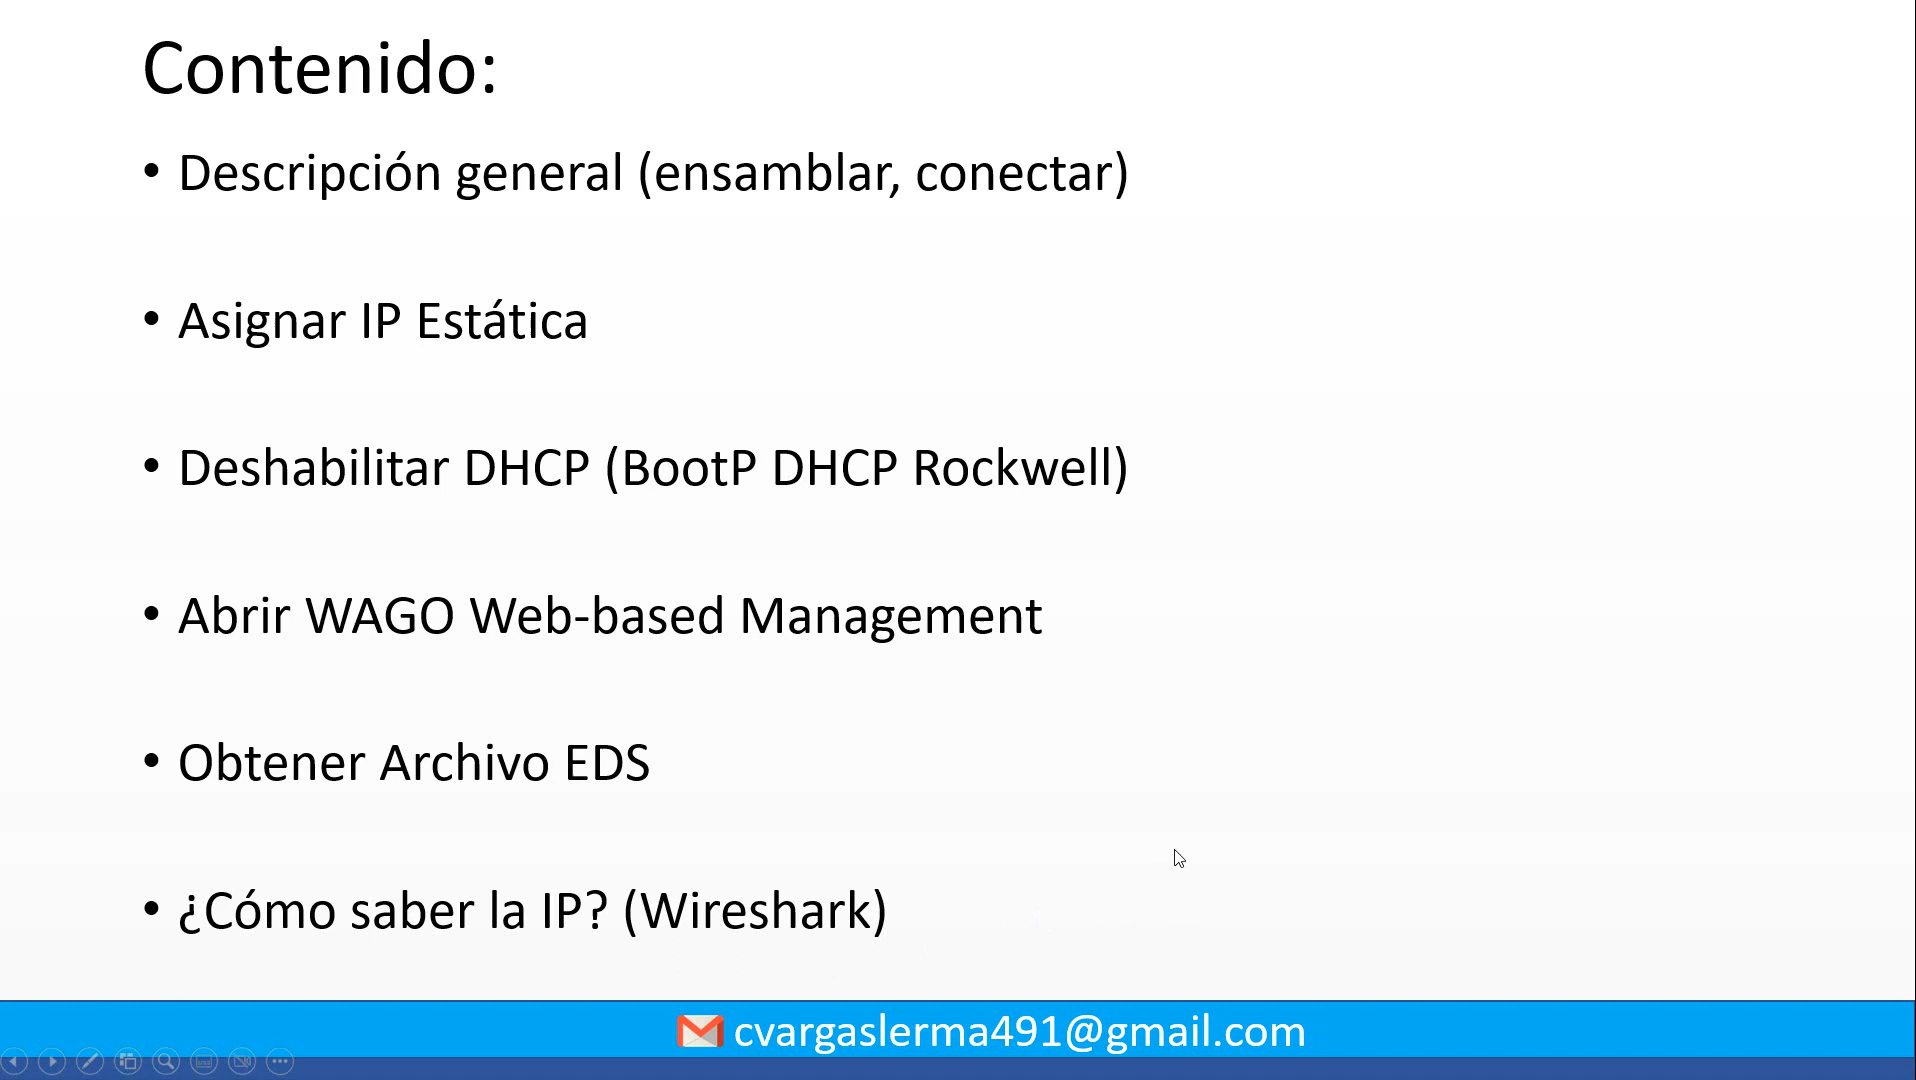 Contenido:
• Descripción general (ensamblar, conectar)
• Asignar IP Estática
• Deshabilitar DHCP (BootP DHCP Rockwell)
• Abrir WAGO Web-based Management
• Obtener Archivo EDS
• ¿Cómo saber la IP? (Wireshark)
cvargaslerma491@gmail.com